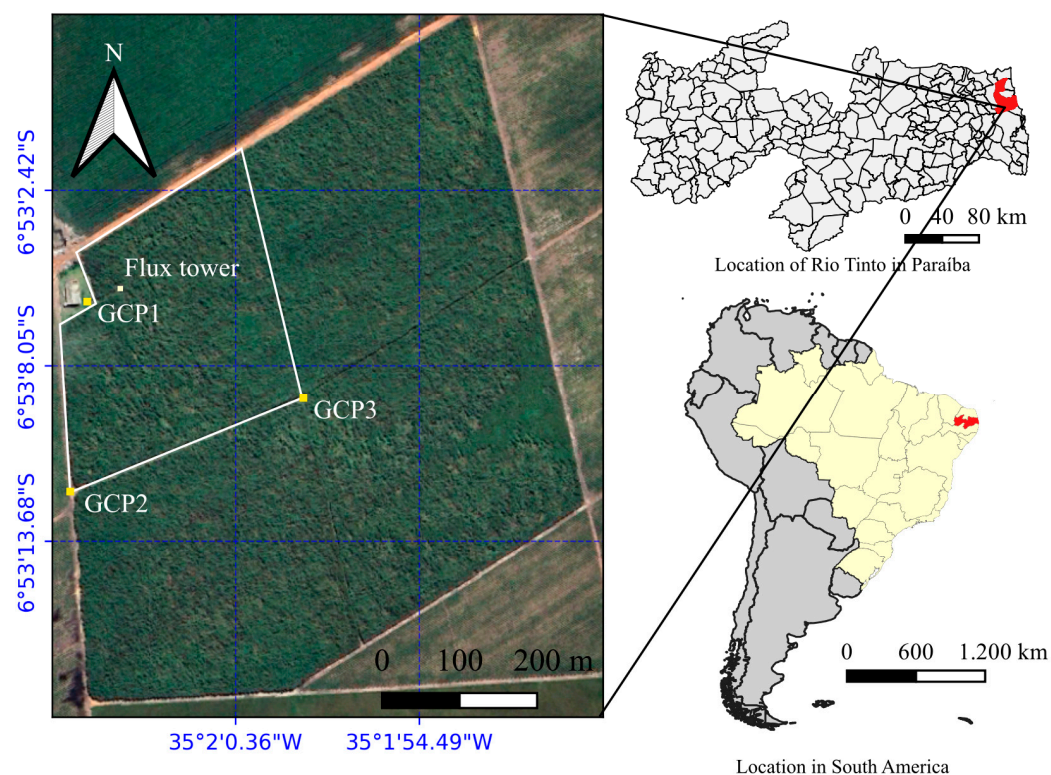 N
6°53'2.42"S
6°53'8.05"S
6°53'13.68"S
Flux tower
GCP1
GCP3
GCP2
0 100 200 m
35°2'0.36"W 35°1'54.49"W
0 40 80 km
Location of Rio Tinto in Paraíba
0 600 1.200 km
Location in South America